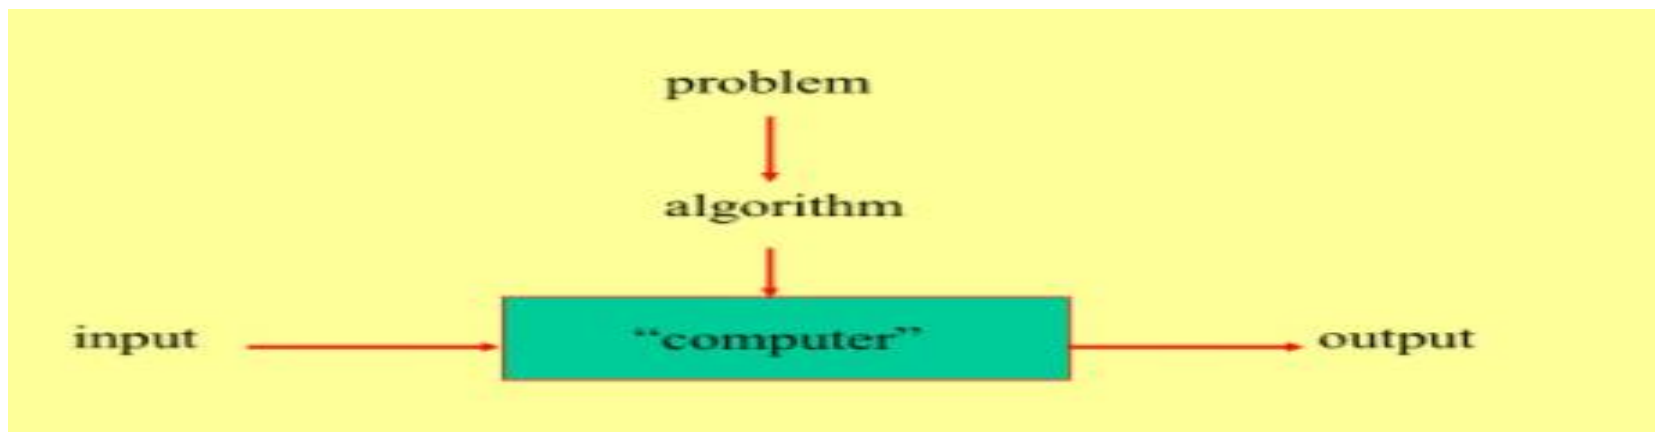 problem
algorithm
input “computer” output